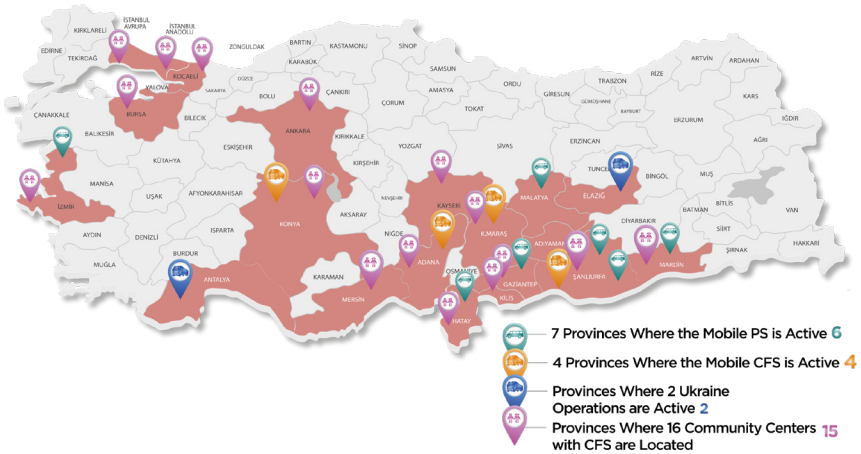 İSTANBUL
AVRUPA
İSTANBUL
ANADOLU
KIRKLARELİ
EDİRNE
TEKİRDAĞ
KOCAELİ
YALOVA
SAKARYA
DÜZCE
ZONGULDAK
BARTIN
KARABÜK
KASTAMONU
SİNOP
SAMSUN
ORDU
GİRESUN
TRABZON
RİZE
ARTVİN
ARDAHAN
KARS
IĞDIR
AĞRI
ERZURUM
BAYBURT
GÜMÜŞHANE
ÇANAKKALE
BALIKESİR
BURSA
BİLECİK
BOLU
ÇANKIRI
ÇORUM
AMASYA
TOKAT
ESKİŞEHİR
ANKARA
KIRIKKALE
YOZGAT
SİVAS
ERZİNCAN
TUNCE
BİNGÖL
MUŞ
VAN
BİTLİS
KÜTAHYA
MANİSA
İZMİR
UŞAK
AFYONKARAHİSAR
KIRŞEHİR
NEVŞEHİR
KAYSERİ
MALATYA
ELAZIĞ
DİYARBAKIR
BATMAN
SİİRT
ŞIRNAK
HAKKARİ
AYDIN
DENİZLİ
ISPARTA
KONYA
AKSARAY
NİĞDE
K.MARAŞ
ADIYAMAN
MUĞLA
BURDUR
ANTALYA
KARAMAN
MERSİN
ADANA
OSMANİYE
GAZİANTEP
KİLİS
ŞANLIURFA
MARDİN
HATAY
7 Provinces Where the Mobile PS is Active 6
4 Provinces Where the Mobile CFS is Active 4
Provinces Where 2 Ukraine
Operations are Active 2
Provinces Where 16 Community Centers 15
with CFS are Located